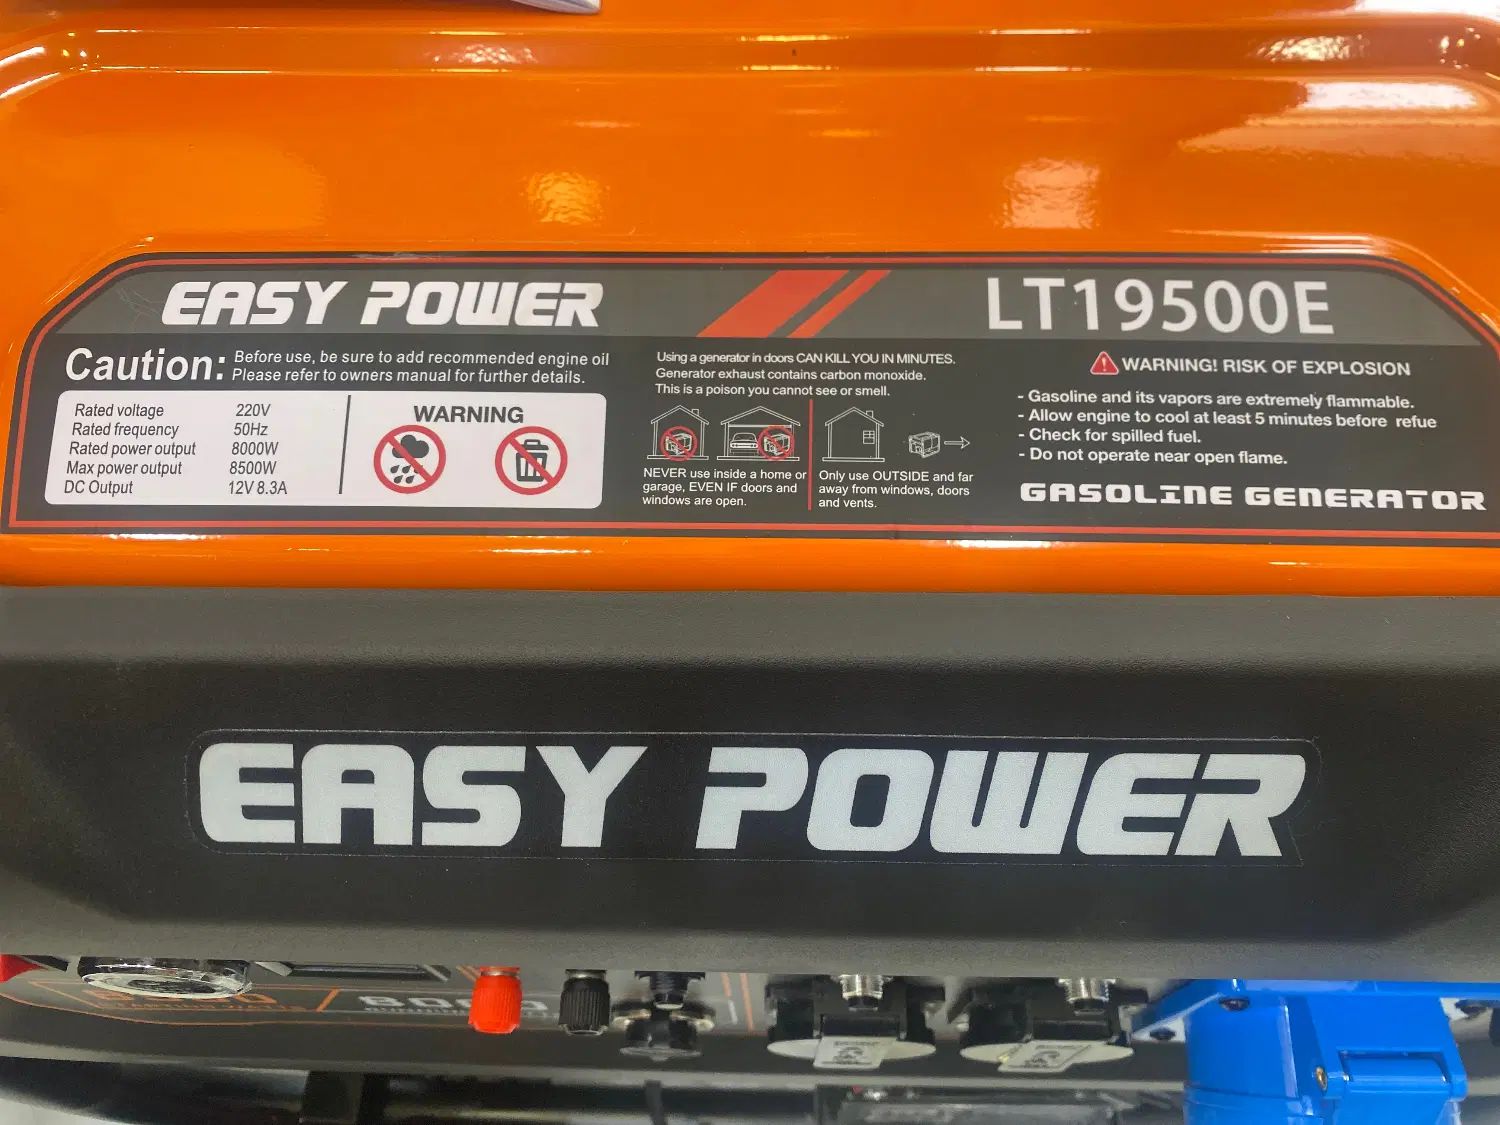 EASY POWER
LT19500E
Caution: Before use, be sure to add recommended engine oil
Please refer to owners manual for further details.
Rated voltage 220V
Rated frequency 50Hz
Rated power output 8000W
Max power output 8500W
DC Output 12V 8.3A
WARNING
Using a generator in doors CAN KILL YOU IN MINUTES.
Generator exhaust contains carbon monoxide.
This is a poison you cannot see or smell.
NEVER use inside a home or
garage, EVEN IF doors and
windows are open.
Only use OUTSIDE and far
away from windows, doors
and vents.
WARNING! RISK OF EXPLOSION
- Gasoline and its vapors are extremely flammable.
- Allow engine to cool at least 5 minutes before refue
- Check for spilled fuel.
- Do not operate near open flame.
GASOLINE GENERATOR
EASY POWER